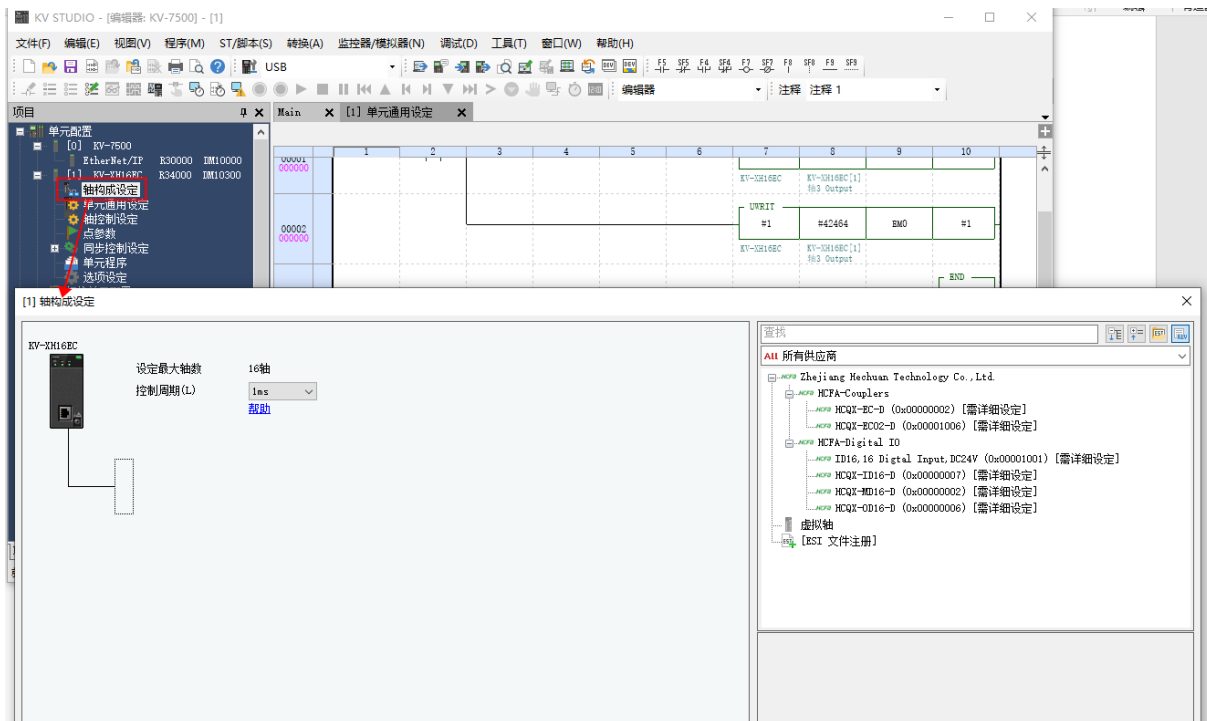 KV STUDIO - [编辑器: KV-7500] - [1]
文件(F) 编辑(E) 视图(V) 程序(M) ST/脚本(S) 转换(A) 监控器/模拟器(N) 调试(D) 工具(T) 窗口(W) 帮助(H)
USB
F5 SF5 F4 SF4 F7 SF7 F8 SF8 F9 SF9
编辑器 注释 注释 1
项目
Main [1] 单元通用设定
单元配置
[0] KV-7500
EtherNet/IP R30000 DM10000
[1] KV-XH16EC R34000 DM10300
轴构成设定
单元通用设定
轴控制设定
点参数
同步控制设定
单元程序
选项设定
1 2 3 4 5 6 7 8 9 10
00001
000000
KV-XH16EC KV-XH16EC[1]
轴3 Output
UWRIT
00002
000000
#1 #42464 EM0 #1
KV-XH16EC KV-XH16EC[1]
轴3 Output
END
[1] 轴构成设定
KV-XH16EC
设定最大轴数 16轴
控制周期(L) 1ms
帮助
查找
All 所有供应商
Zhejiang Hechuan Technology Co.,Ltd.
HCFA-Couplers
HCQX-EC-D (0x00000002) [需详细设定]
HCQX-EC02-D (0x00001006) [需详细设定]
HCFA-Digital IO
ID16,16 Digtal Input,DC24V (0x00001001) [需详细设定]
HCQX-ID16-D (0x00000007) [需详细设定]
HCQX-MD16-D (0x00000002) [需详细设定]
HCQX-OD16-D (0x00000006) [需详细设定]
虚拟轴
[ESI 文件注册]